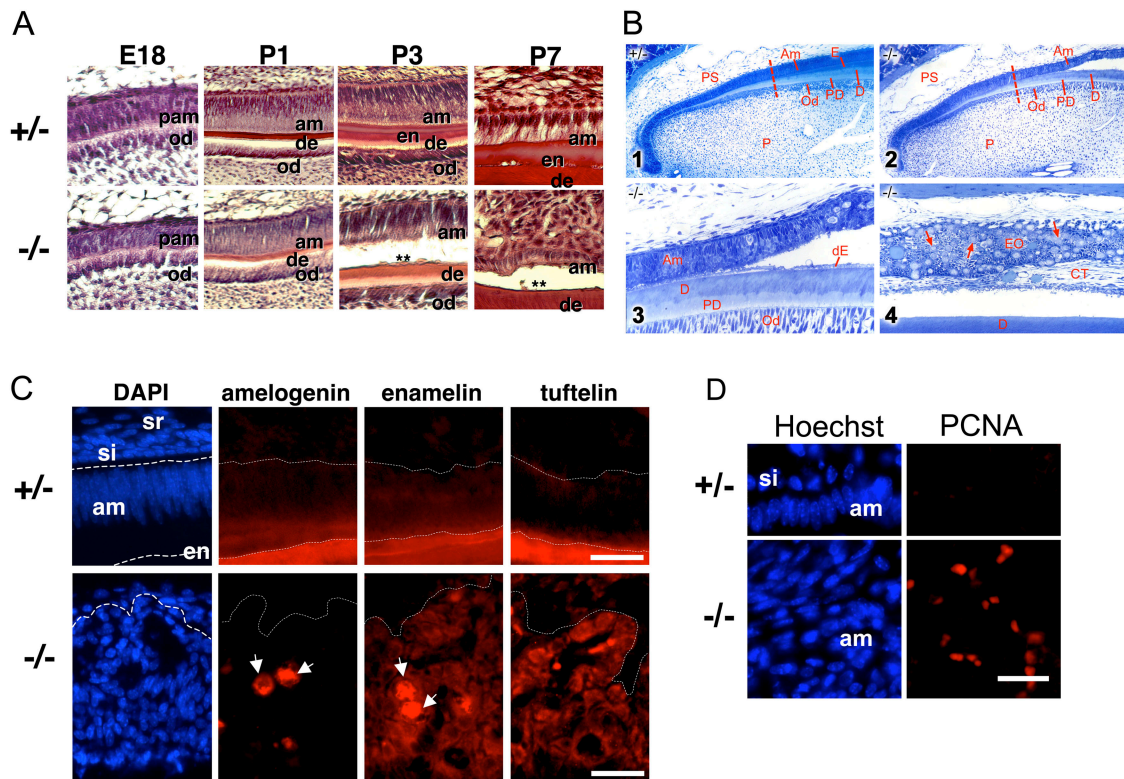 A
E18 P1 P3 P7
+/-
pam od
am de od
am en de od
am en de
-/-
pam od
am de od
am ** de od
am ** de
B
+/- PS Am E Od PD D P 1
-/- PS Am Od PD D P 2
-/- Am dE D PD Od 3
-/- EO CT D 4
C
DAPI amelogenin enamelin tuftelin
+/-
sr
si
am
en
-/-
D
Hoechst PCNA
+/-
si
am
-/-
am